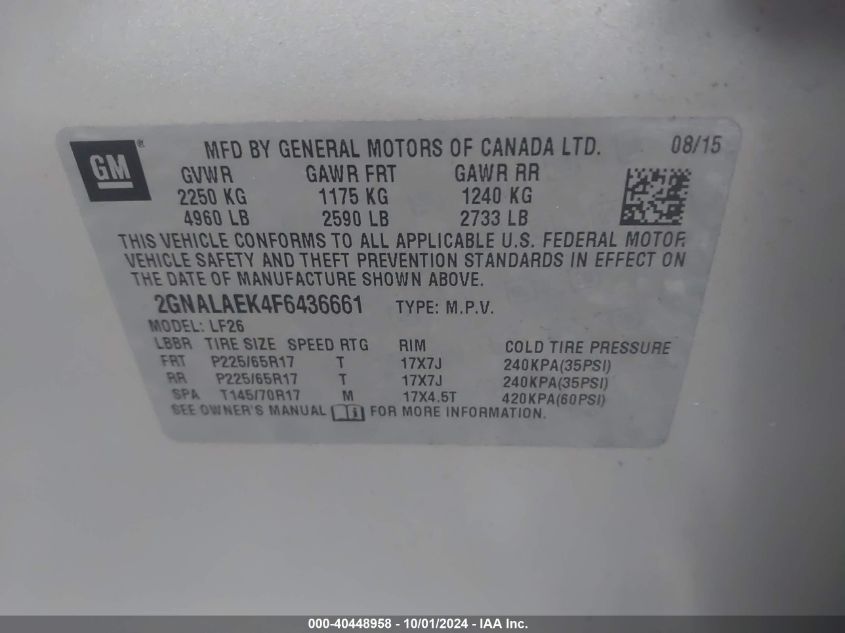 GM ®
MFD BY GENERAL MOTORS OF CANADA LTD. 08/15
GVWR GAWR FRT GAWR RR
2250 KG 1175 KG 1240 KG
4960 LB 2590 LB 2733 LB
THIS VEHICLE CONFORMS TO ALL APPLICABLE U.S. FEDERAL MOTOR
VEHICLE SAFETY AND THEFT PREVENTION STANDARDS IN EFFECT ON
THE DATE OF MANUFACTURE SHOWN ABOVE.
2GNALAEK4F6436661 TYPE: M.P.V.
MODEL: LF26
LBBR TIRE SIZE SPEED RTG RIM COLD TIRE PRESSURE
FRT P225/65R17 T 17X7J 240KPA(35PSI)
RR P225/65R17 T 17X7J 240KPA(35PSI)
SPA T145/70R17 M 17X4.5T 420KPA(60PSI)
SEE OWNER'S MANUAL FOR MORE INFORMATION.
000-40448958 - 10/01/2024 - IAA Inc.